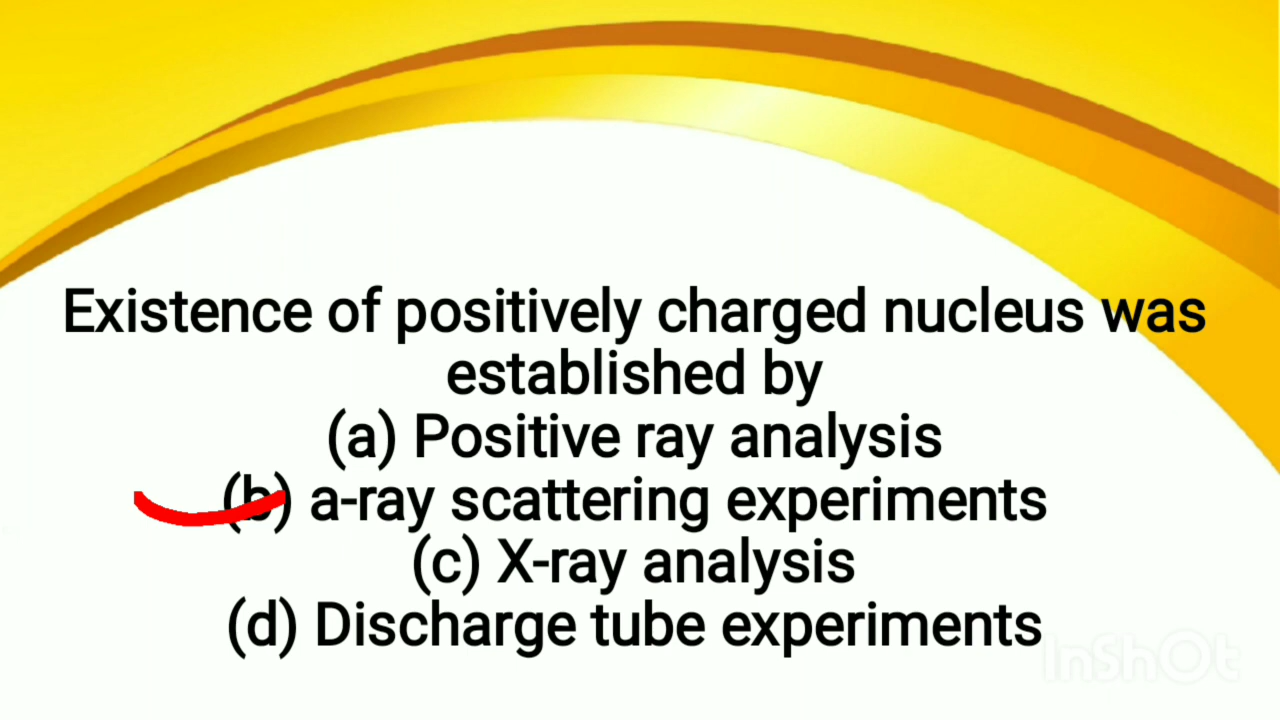 Existence of positively charged nucleus was
established by
(a) Positive ray analysis
(b) a-ray scattering experiments
(c) X-ray analysis
(d) Discharge tube experiments
InShOt